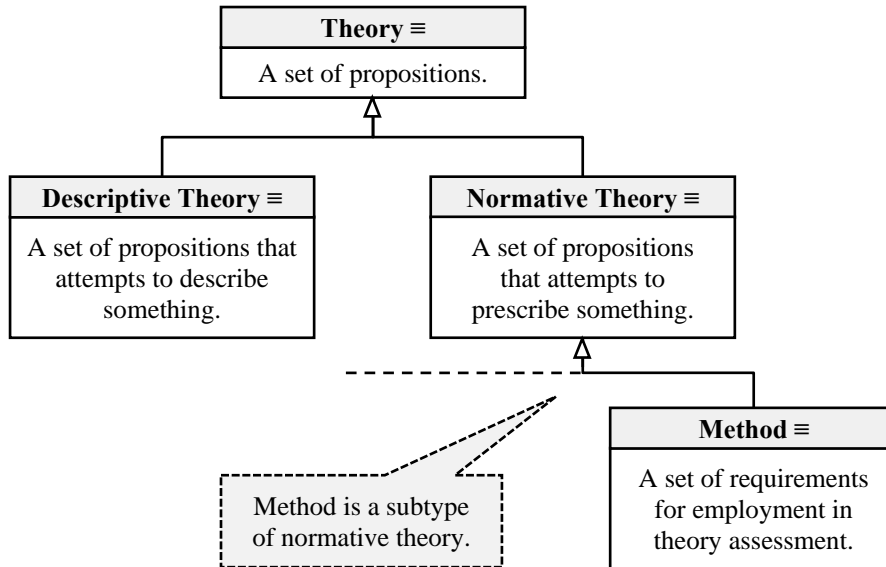 Theory ≡
A set of propositions.
Descriptive Theory ≡
A set of propositions that
attempts to describe
something.
Normative Theory ≡
A set of propositions
that attempts to
prescribe something.
Method is a subtype
of normative theory.
Method ≡
A set of requirements
for employment in
theory assessment.